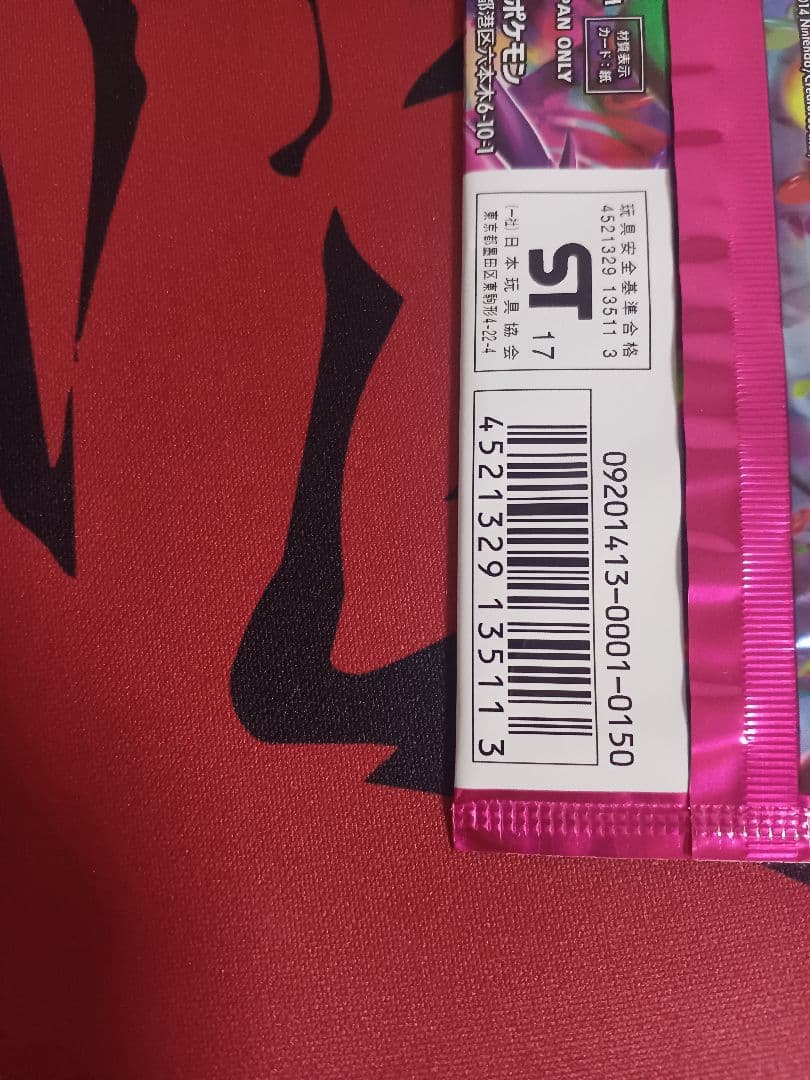 材質表示
カード：紙
PAN ONLY
ポケモン
都港区六本木6-10-1
玩具安全基準合格
4521329 13511 3
ST 17
(一社)日本玩具協会
東京都墨田区東駒形4-22-4
09201413-0001-0150
4521329 135113